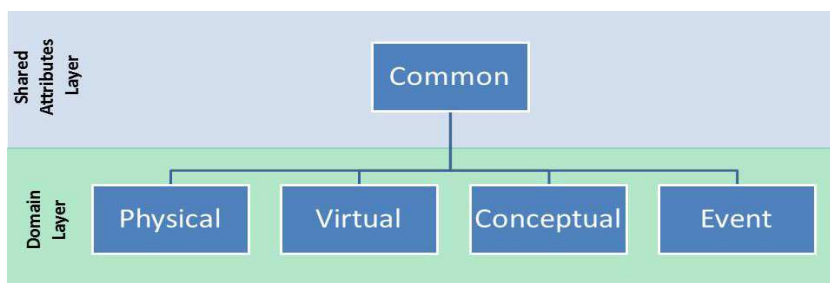 Shared
Attributes
Layer
Common
Domain
Layer
Physical
Virtual
Conceptual
Event